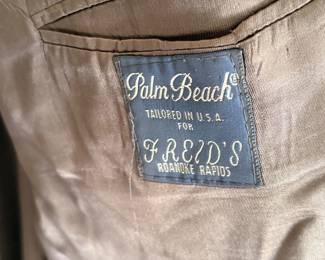 Palm Beach®
TAILORED IN U.S.A.
FOR
FREID'S
ROANOKE RAPIDS